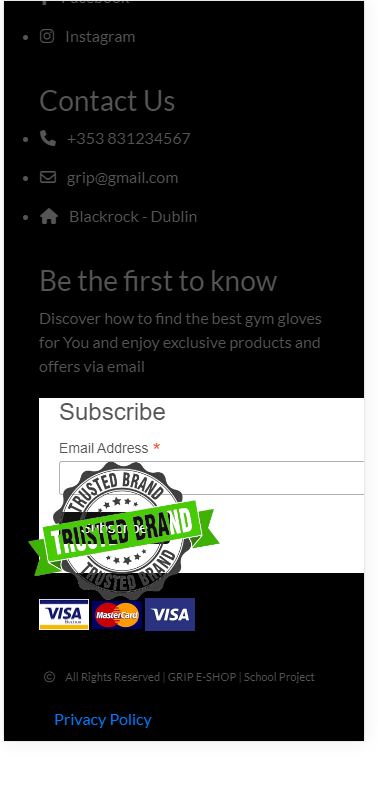 Facebook
Instagram
Contact Us
+353 831234567
grip@gmail.com
Blackrock - Dublin
Be the first to know
Discover how to find the best gym gloves
for You and enjoy exclusive products and
offers via email
Subscribe
Email Address *
TRUSTED BRAND
Subscribe
TRUSTED BRAND
TRUSTED BRAND
VISA
Electron
MasterCard
VISA
© All Rights Reserved | GRIP E-SHOP | School Project
Privacy Policy